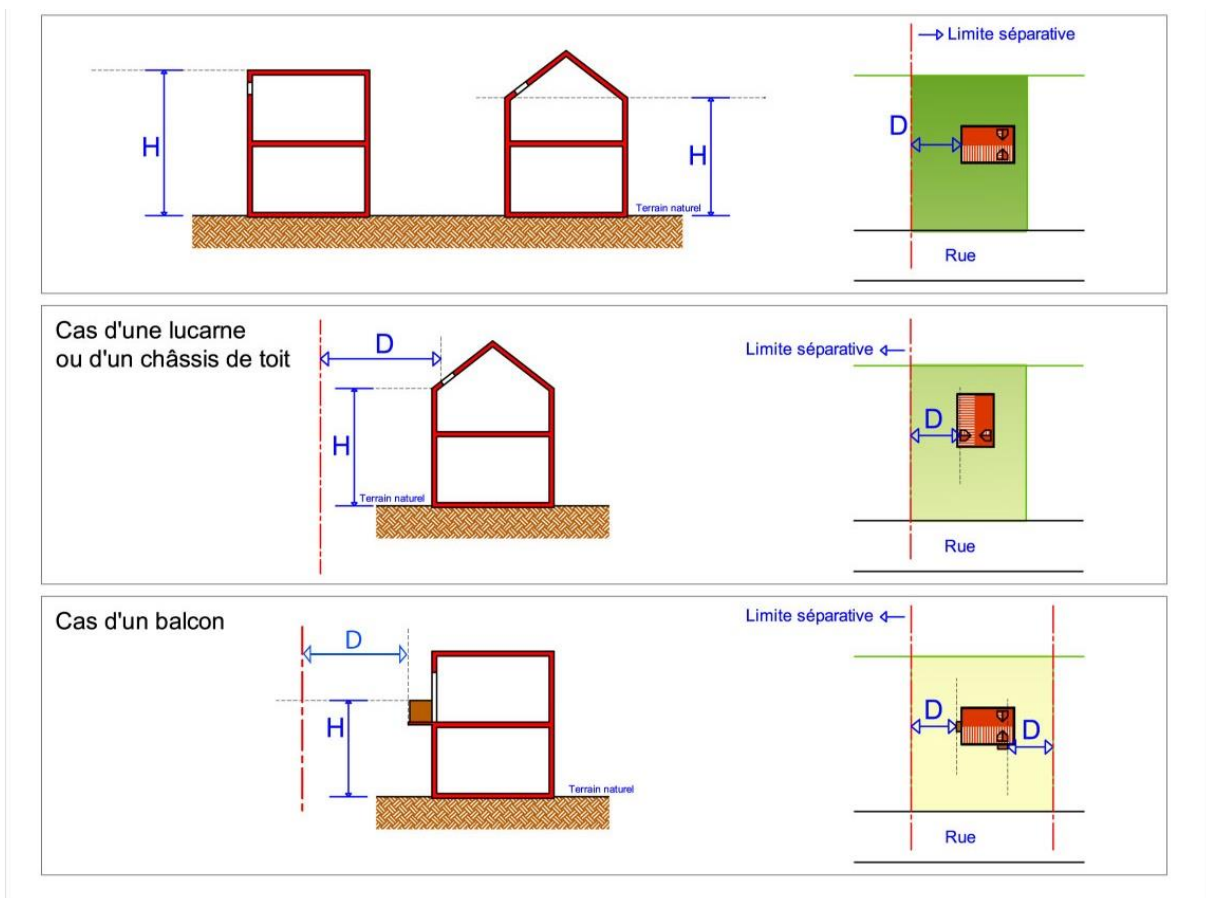 H
H
Terrain naturel
Limite séparative
D
Rue
Cas d'une lucarne
ou d'un châssis de toit
D
H
Terrain naturel
Limite séparative
D
Rue
Cas d'un balcon
D
H
Terrain naturel
Limite séparative
D
D
Rue